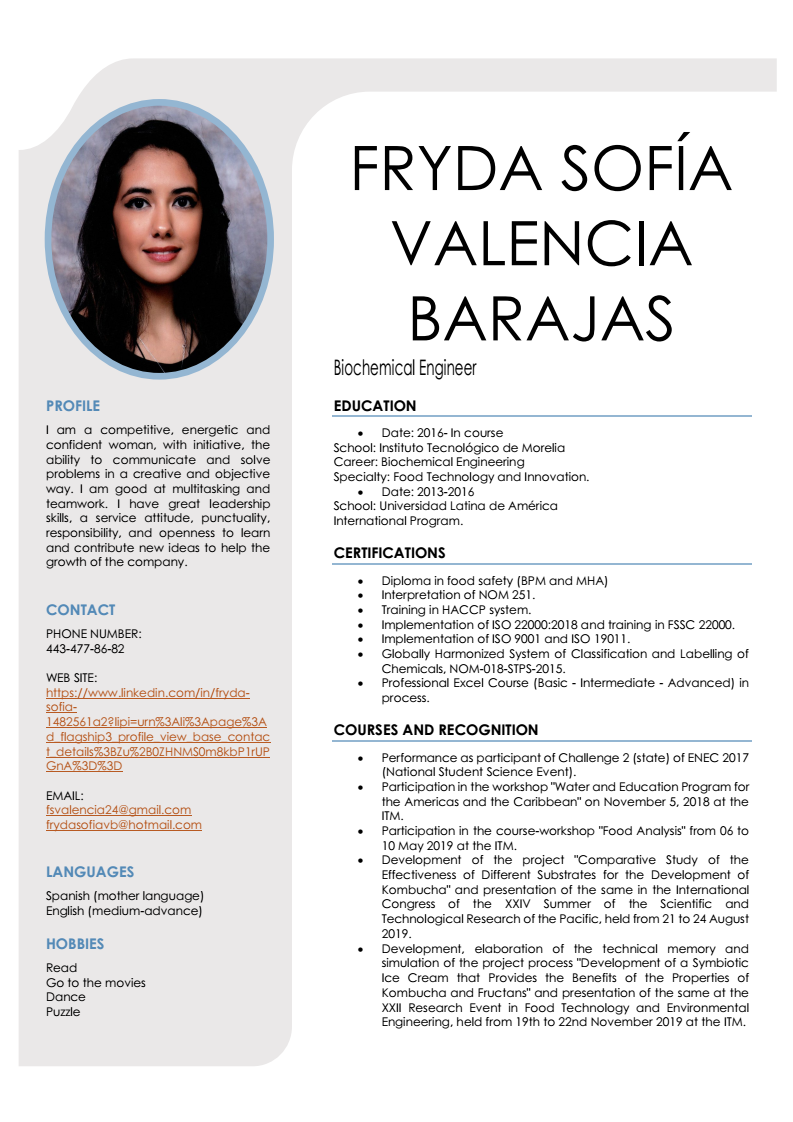 FRYDA SOFÍA
VALENCIA
BARAJAS
Biochemical Engineer
PROFILE
I am a competitive, energetic and
confident woman, with initiative, the
ability to communicate and solve
problems in a creative and objective
way. I am good at multitasking and
teamwork. I have great leadership
skills, a service attitude, punctuality,
responsibility, and openness to learn
and contribute new ideas to help the
growth of the company.
CONTACT
PHONE NUMBER:
443-477-86-82
WEB SITE:
https://www.linkedin.com/in/fryda-
sofia-
1482561a2?lipi=urn%3Ali%3Apage%3A
d_flagship3_profile_view_base_contac
t_details%3BZu%2B0ZHNMS0m8kbP1rUP
GnA%3D%3D
EMAIL:
fsvalencia24@gmail.com
frydasofiavb@hotmail.com
LANGUAGES
Spanish (mother language)
English (medium-advance)
HOBBIES
Read
Go to the movies
Dance
Puzzle
EDUCATION
• Date: 2016- In course
School: Instituto Tecnológico de Morelia
Career: Biochemical Engineering
Specialty: Food Technology and Innovation.
• Date: 2013-2016
School: Universidad Latina de América
International Program.
CERTIFICATIONS
• Diploma in food safety (BPM and MHA)
• Interpretation of NOM 251.
• Training in HACCP system.
• Implementation of ISO 22000:2018 and training in FSSC 22000.
• Implementation of ISO 9001 and ISO 19011.
• Globally Harmonized System of Classification and Labelling of
Chemicals, NOM-018-STPS-2015.
• Professional Excel Course (Basic - Intermediate - Advanced) in
process.
COURSES AND RECOGNITION
• Performance as participant of Challenge 2 (state) of ENEC 2017
(National Student Science Event).
• Participation in the workshop "Water and Education Program for
the Americas and the Caribbean" on November 5, 2018 at the
ITM.
• Participation in the course-workshop "Food Analysis" from 06 to
10 May 2019 at the ITM.
• Development of the project "Comparative Study of the
Effectiveness of Different Substrates for the Development of
Kombucha" and presentation of the same in the International
Congress of the XXIV Summer of the Scientific and
Technological Research of the Pacific, held from 21 to 24 August
2019.
• Development, elaboration of the technical memory and
simulation of the project process "Development of a Symbiotic
Ice Cream that Provides the Benefits of the Properties of
Kombucha and Fructans" and presentation of the same at the
XXII Research Event in Food Technology and Environmental
Engineering, held from 19th to 22nd November 2019 at the ITM.